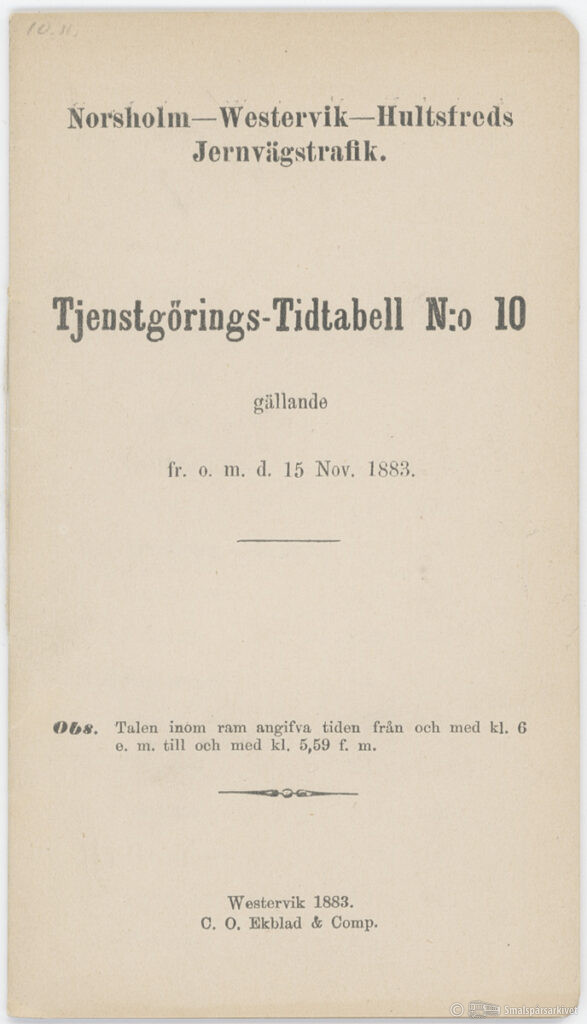 10.11.
Norsholm—Westervik—Hultsfreds
Jernvägstrafik.
Tjenstgörings-Tidtabell N:o 10
gällande
fr. o. m. d. 15 Nov. 1883.
Obs. Talen inom ram angifva tiden från och med kl. 6
e. m. till och med kl. 5,59 f. m.
Westervik 1883.
C. O. Ekblad & Comp.
© Smalspårsarkivet